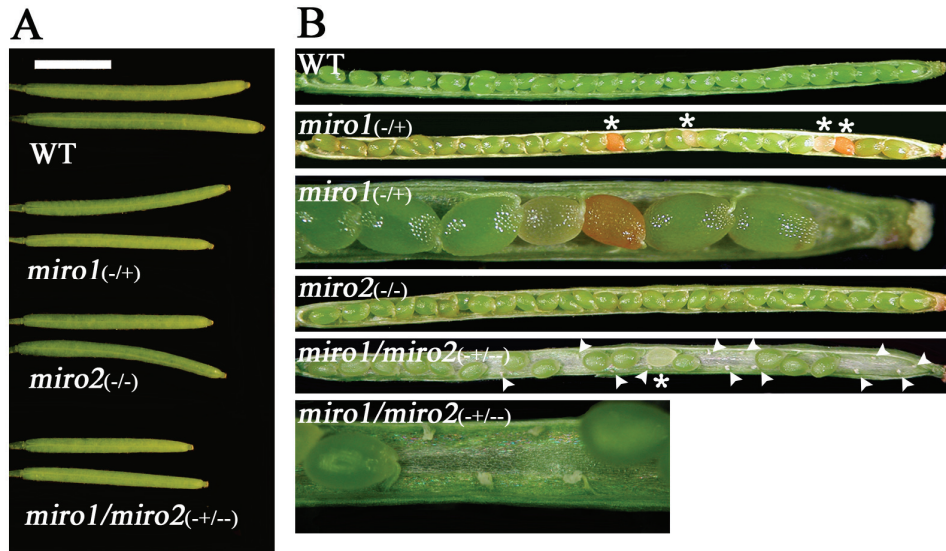 A
WT
miro1(-/+)
miro2(-/-)
miro1/miro2(-+/--)
B
WT
* * * *
miro1(-/+)
miro1(-/+)
miro2(-/-)
miro1/miro2(-+/--)
*
miro1/miro2(-+/--)